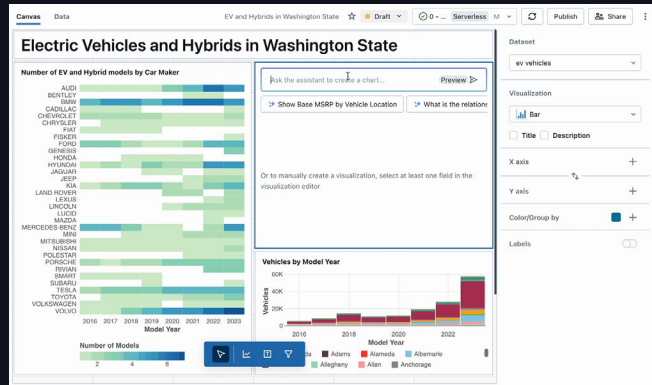 Canvas Data EV and Hybrids in Washington State Draft Serverless M Publish Share
Electric Vehicles and Hybrids in Washington State
Number of EV and Hybrid models by Car Maker
AUDI
BENTLEY
BMW
CADILLAC
CHEVROLET
CHRYSLER
FIAT
FISKER
FORD
GENESIS
HONDA
HYUNDAI
JAGUAR
JEEP
KIA
LAND ROVER
LEXUS
LINCOLN
LUCID
MAZDA
MERCEDES-BENZ
MINI
MITSUBISHI
NISSAN
POLESTAR
PORSCHE
RIVIAN
SMART
SUBARU
TESLA
TOYOTA
VOLKSWAGEN
VOLVO
2016 2017 2018 2019 2020 2021 2022 2023
Model Year
Number of Models
2 4 6
Ask the assistant to create a chart... Preview
Show Base MSRP by Vehicle Location What is the relations
Or to manually create a visualization, select at least one field in the
visualization editor
Vehicles by Model Year
Vehicles
60K
40K
20K
0K
2016 2018 2020 2022
Model Year
da Adams Alameda Albemarle
Allegheny Allen Anchorage
Dataset
ev vehicles
Visualization
Bar
Title Description
X axis
Y axis
Color/Group by
Labels